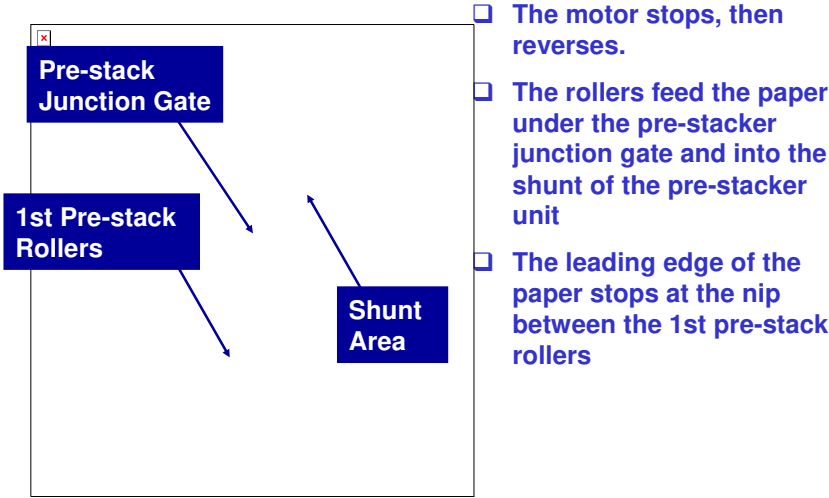 Pre-stack
Junction Gate
1st Pre-stack
Rollers
Shunt
Area
The motor stops, then
reverses.
The rollers feed the paper
under the pre-stacker
junction gate and into the
shunt of the pre-stacker
unit
The leading edge of the
paper stops at the nip
between the 1st pre-stack
rollers